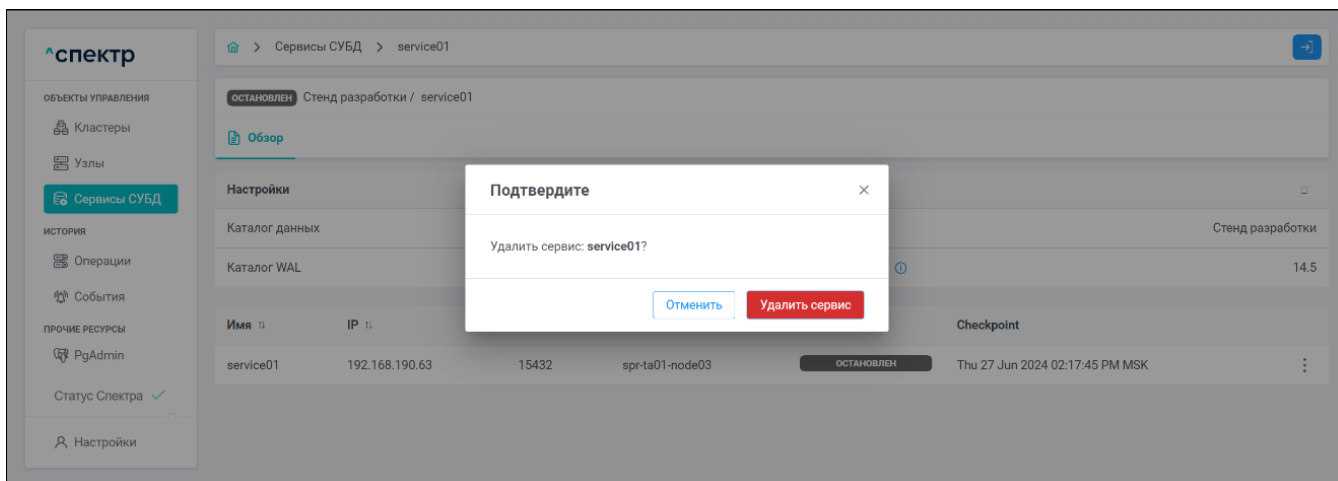 ^спектр
ОБЪЕКТЫ УПРАВЛЕНИЯ
Кластеры
Узлы
Сервисы СУБД
ИСТОРИЯ
Операции
События
ПРОЧИЕ РЕСУРСЫ
PgAdmin
Статус Спектра
Настройки
> Сервисы СУБД > service01
ОСТАНОВЛЕН Стенд разработки / service01
Обзор
Настройки
Каталог данных Стенд разработки
Каталог WAL 14.5
Подтвердите
Удалить сервис: service01?
Отменить Удалить сервис
Имя IP Checkpoint
service01 192.168.190.63 15432 spr-ta01-node03 ОСТАНОВЛЕН Thu 27 Jun 2024 02:17:45 PM MSK